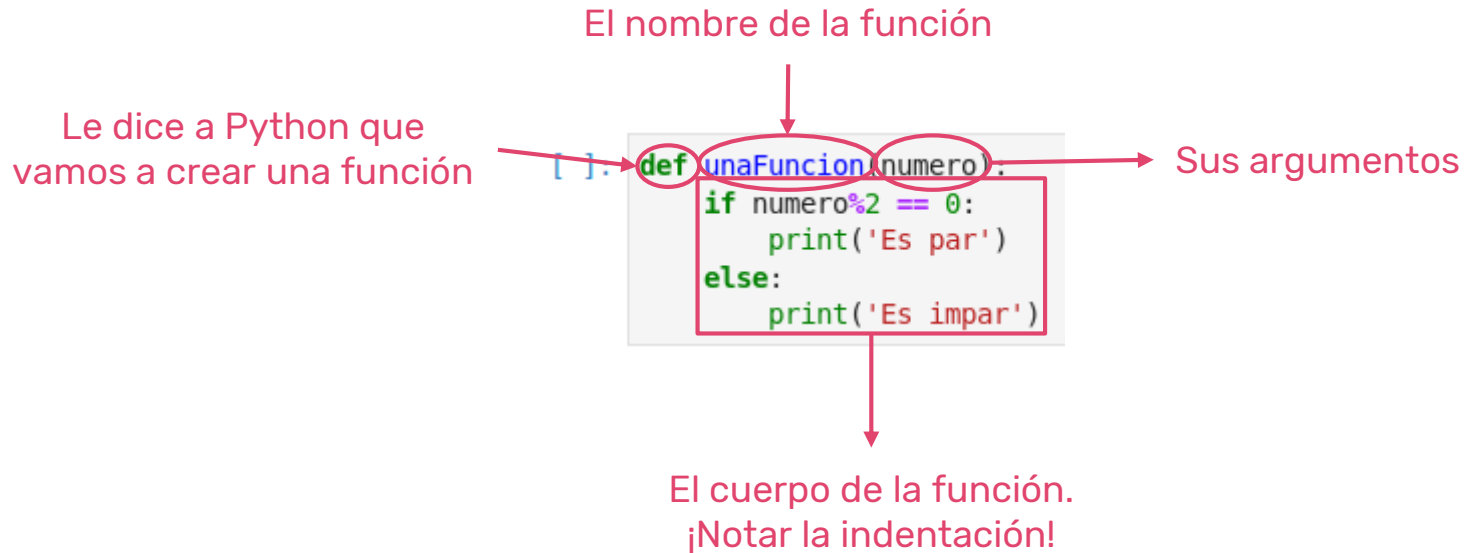 El nombre de la función
Le dice a Python que
vamos a crear una función
[ ]: def unaFuncion(numero):
Sus argumentos
if numero%2 == 0:
print('Es par')
else:
print('Es impar')
El cuerpo de la función.
¡Notar la indentación!